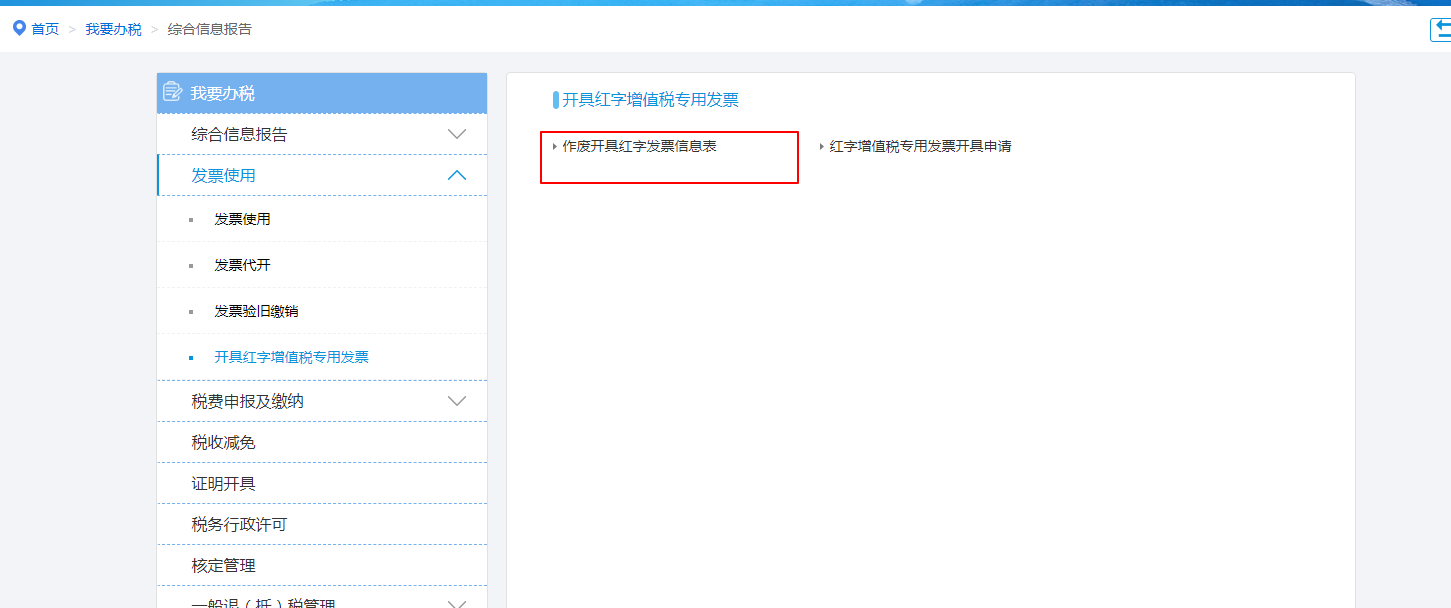 首页 > 我要办税 > 综合信息报告
我要办税
综合信息报告
发票使用
发票使用
发票代开
发票验旧缴销
开具红字增值税专用发票
税费申报及缴纳
税收减免
证明开具
税务行政许可
核定管理
一般退（抵）税管理
开具红字增值税专用发票
作废开具红字发票信息表
红字增值税专用发票开具申请